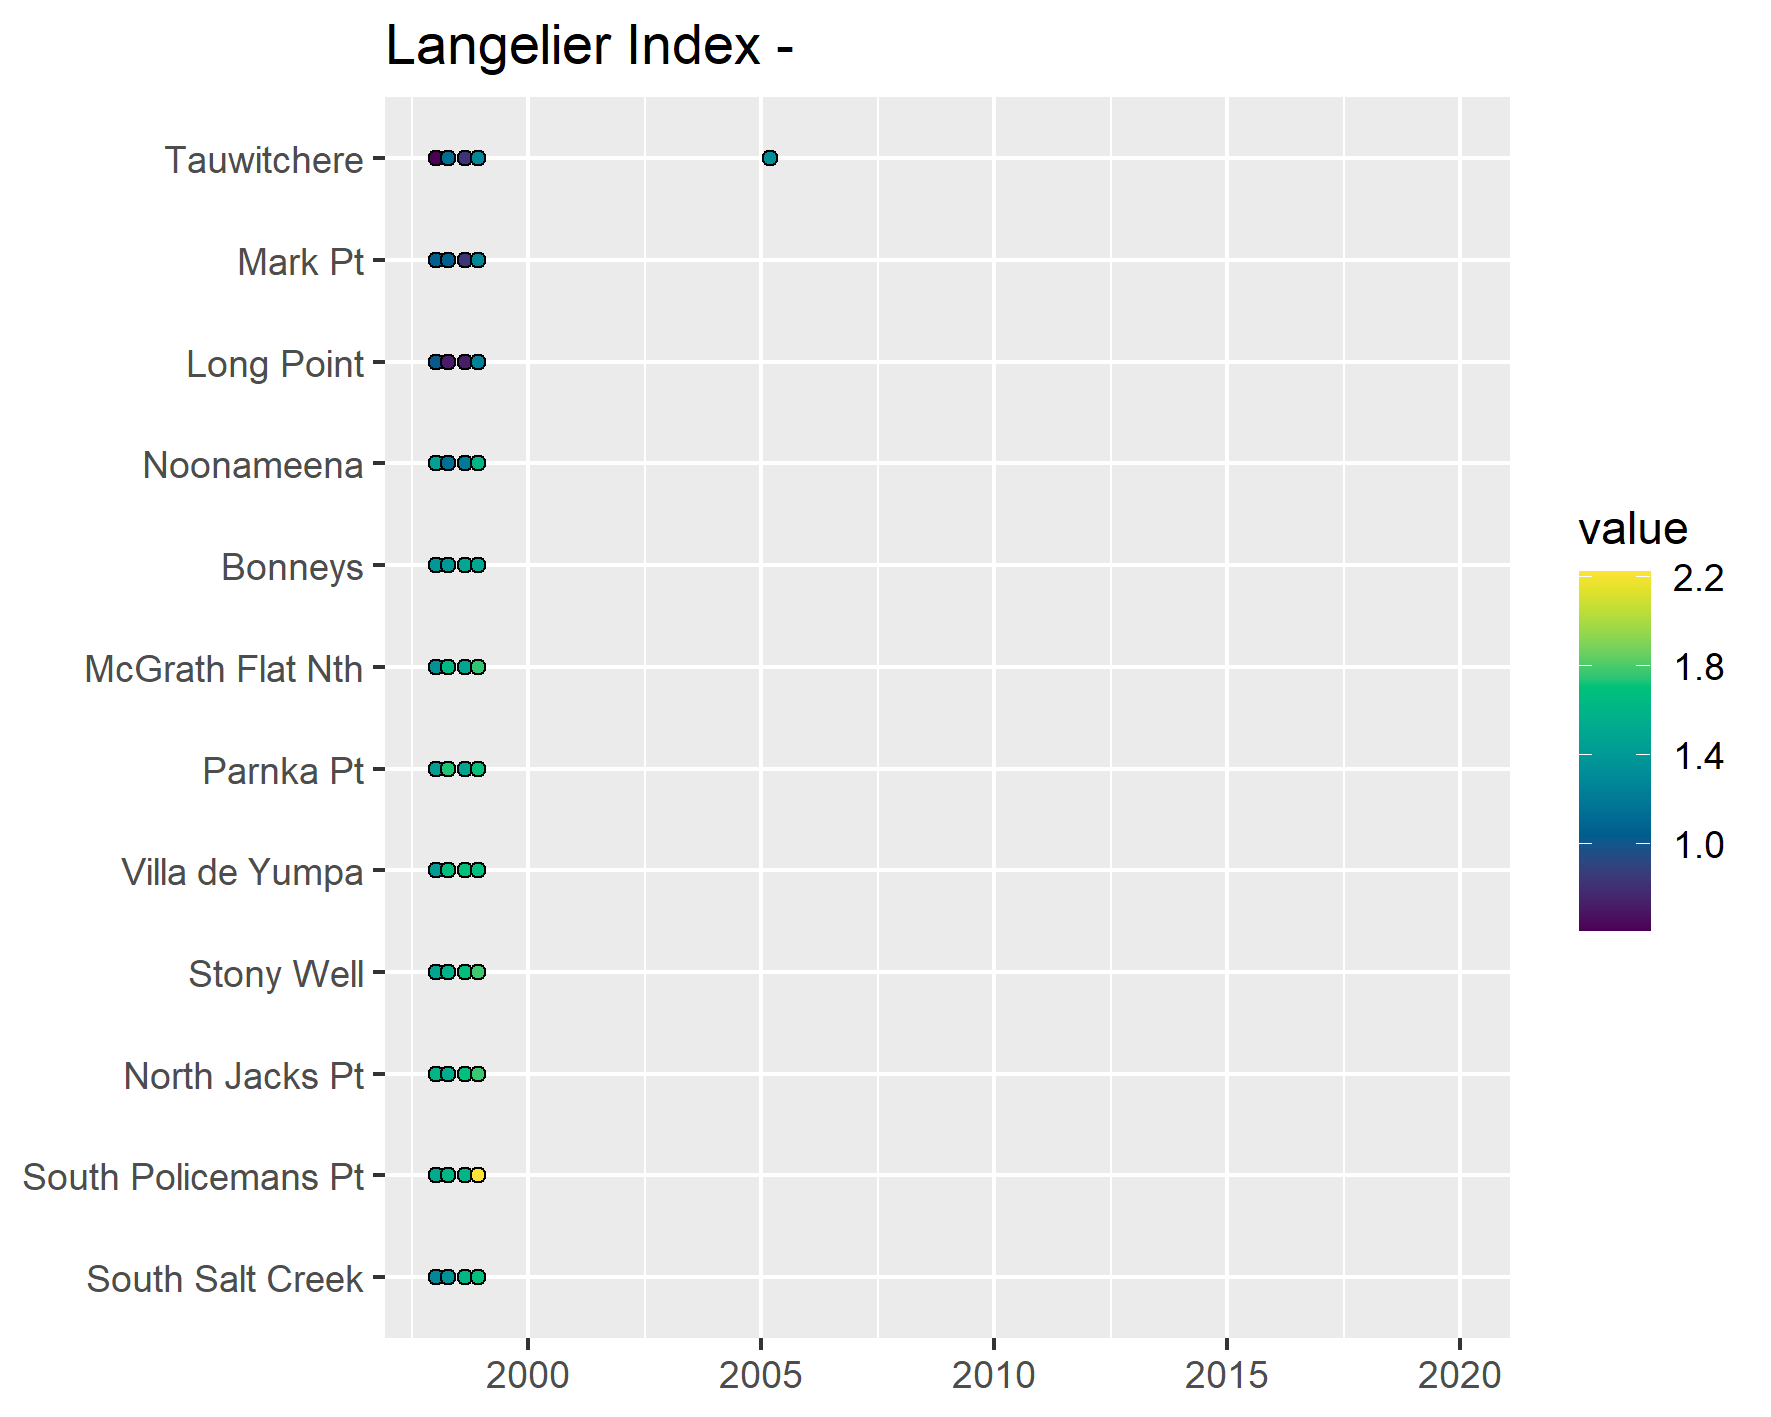 Langelier Index -
Tauwitchere
Mark Pt
Long Point
Noonameena
Bonneys
McGrath Flat Nth
Parnka Pt
Villa de Yumpa
Stony Well
North Jacks Pt
South Policemans Pt
South Salt Creek
2000 2005 2010 2015 2020
value
2.2
1.8
1.4
1.0